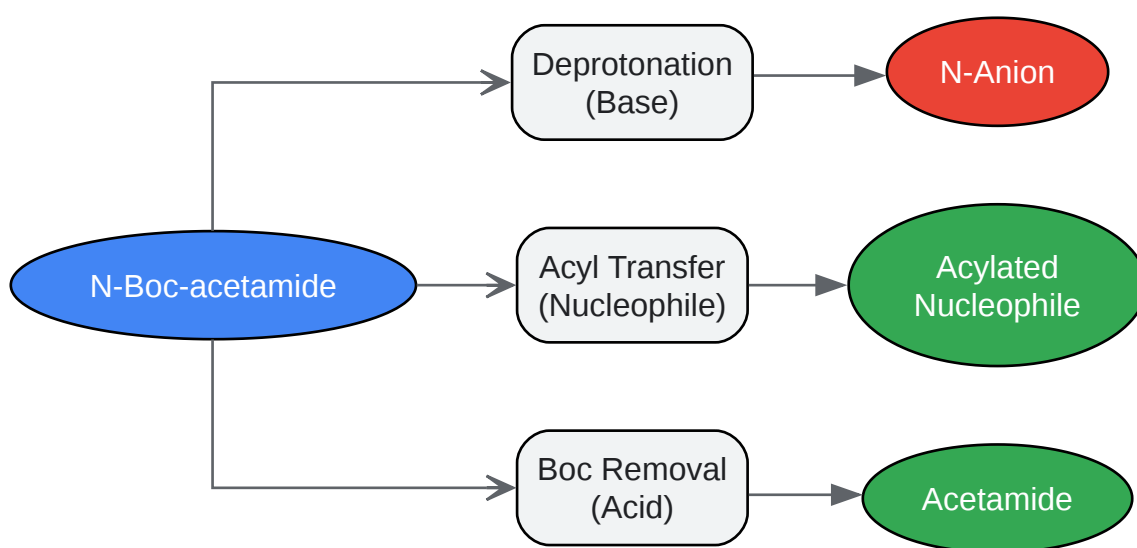 Deprotonation
(Base)
N-Anion
N-Boc-acetamide
Acyl Transfer
(Nucleophile)
Acylated
Nucleophile
Boc Removal
(Acid)
Acetamide